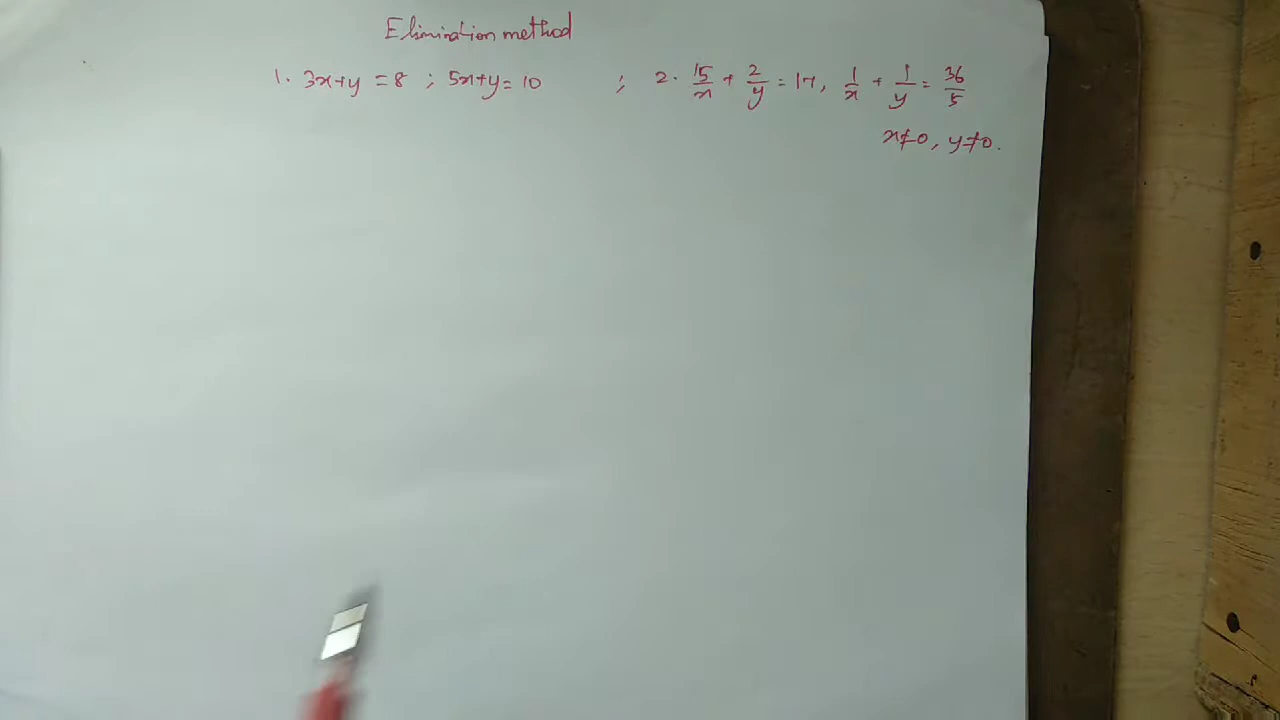 Elimination method
1. 3x+y = 8 ; 5x+y = 10 ; 2. 15/x + 2/y = 17, 1/x + 1/y = 36/5
x≠0, y≠0.